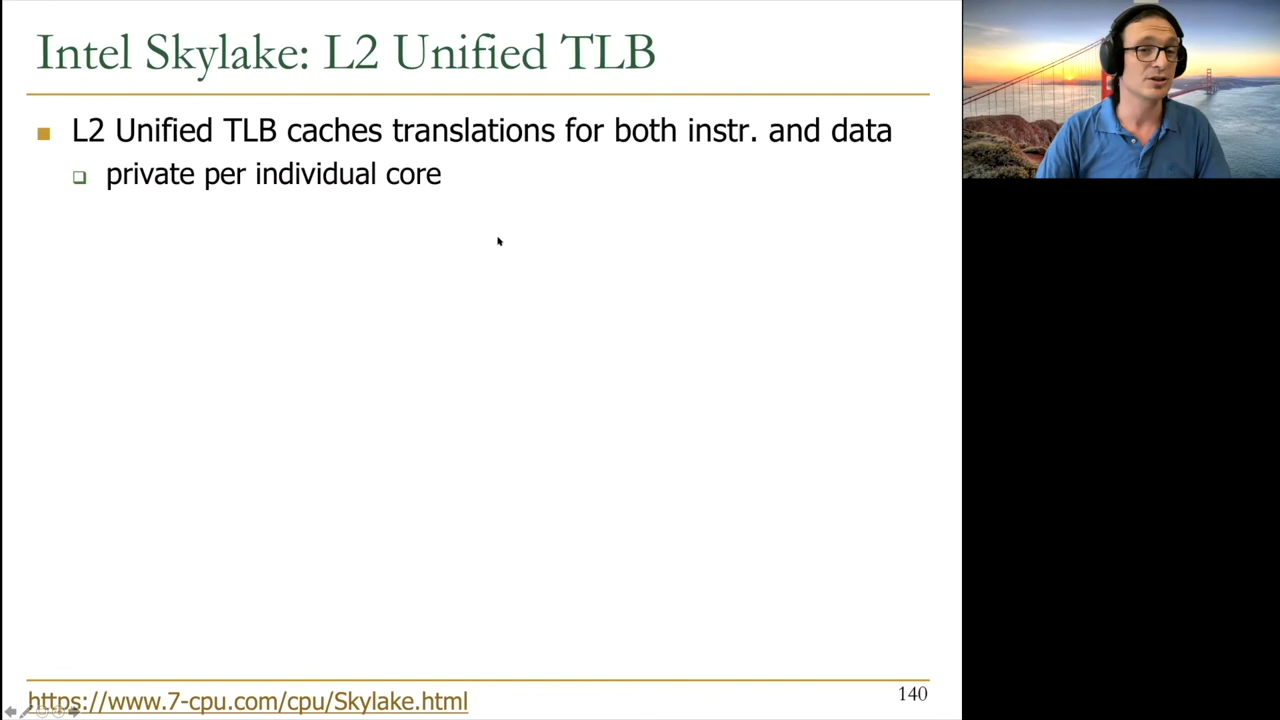 Intel Skylake: L2 Unified TLB
L2 Unified TLB caches translations for both instr. and data
private per individual core
https://www.7-cpu.com/cpu/Skylake.html
140